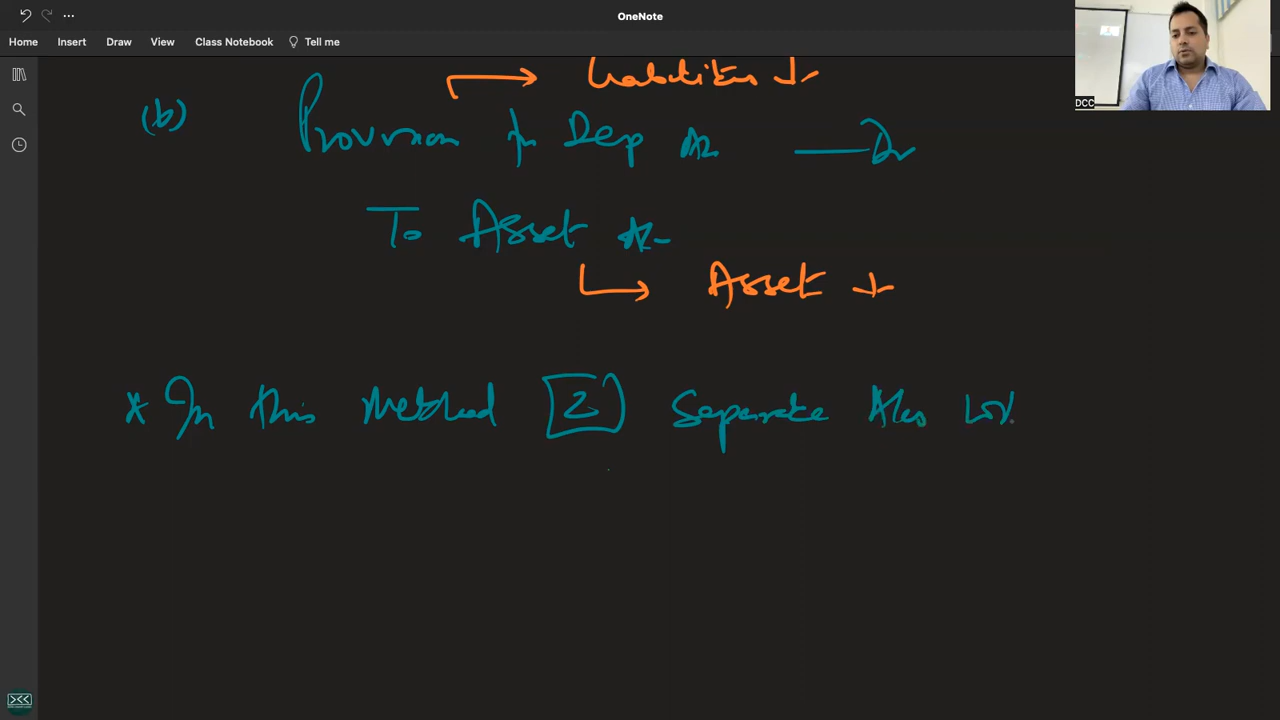 OneNote
Home Insert Draw View Class Notebook Tell me
DCC
Liabilities ↓
(b) Provision for Dep A/c —— Dr
To Asset A/c
Asset ↓
* In this Method 2 Separate A/cs